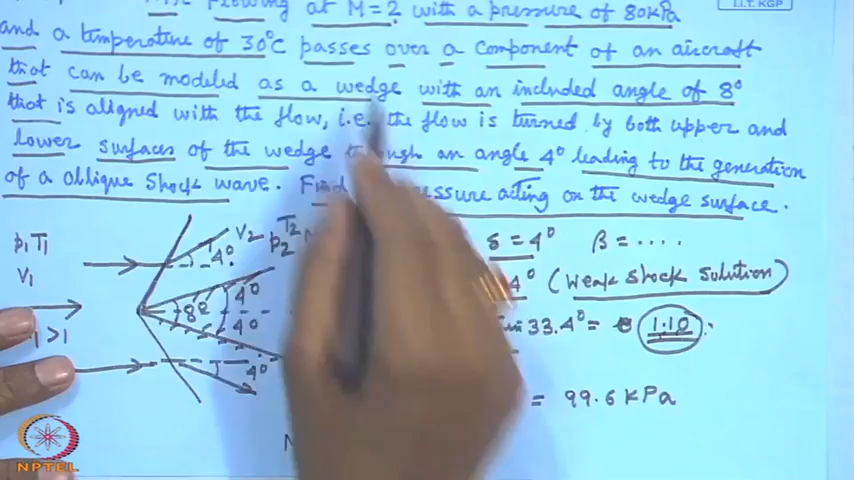 flowing at M=2 with a pressure of 80kPa
I.I.T. KGP
and a temperature of 30°C passes over a component of an aircraft
that can be modeled as a wedge with an included angle of 8°
that is aligned with the flow, i.e. the flow is turned by both upper and
lower surfaces of the wedge through an angle 4° leading to the generation
of a oblique shock wave. Find pressure acting on the wedge surface.
P1 T1
V1
V2
P2 T2
4°
δ = 4° β = ....
4° (Weak shock solution)
8°
4°
4°
33.4° = 1.10
>1
4°
= 99.6 kPa
NPTEL